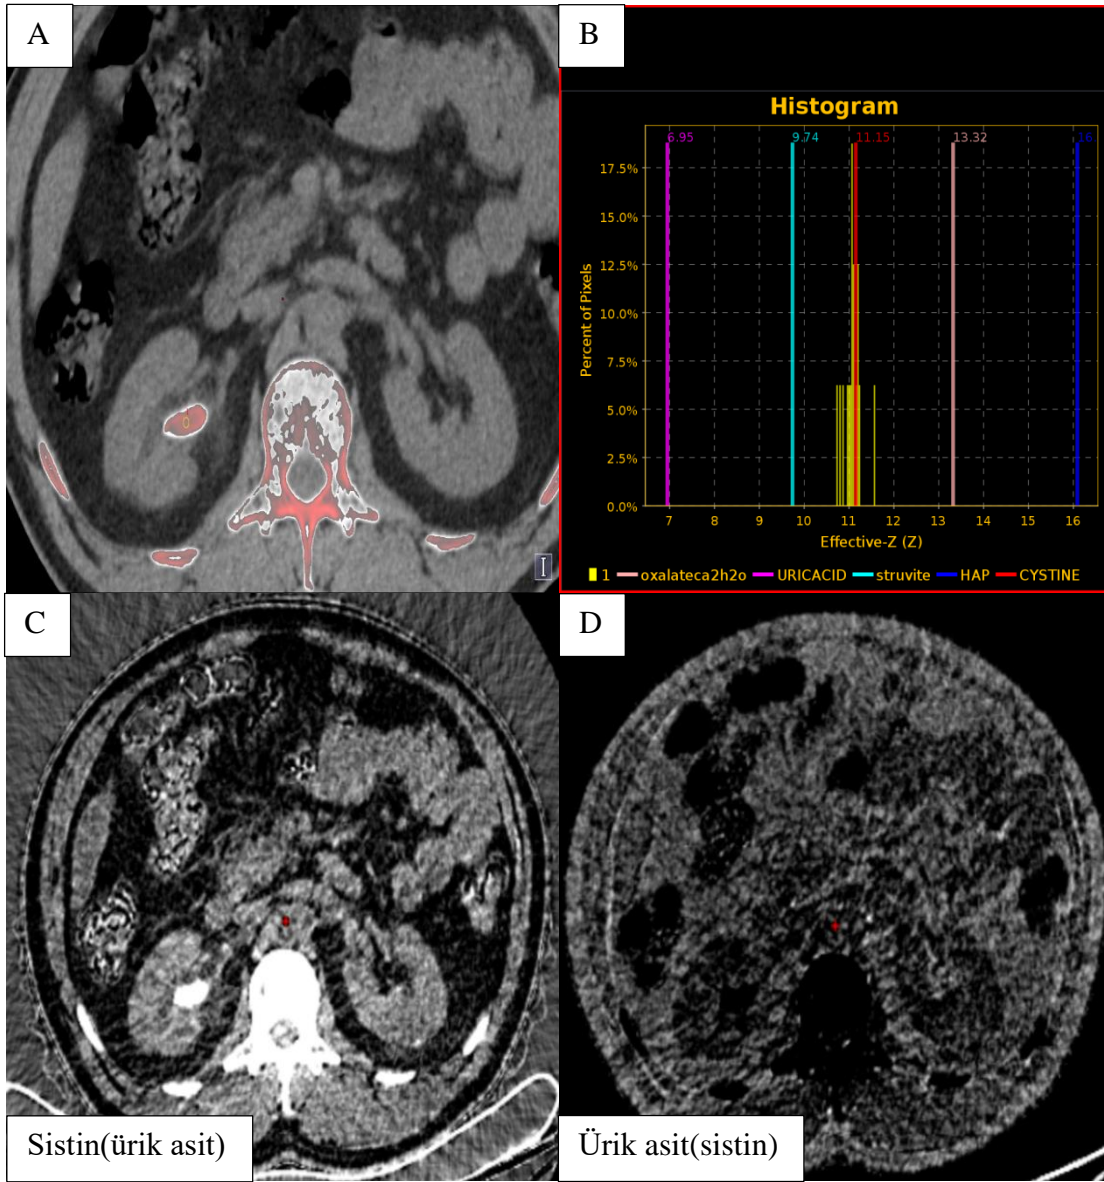 A
B
Histogram
6.95 9.74 11.15 13.32 16
17.5%
15.0%
12.5%
10.0%
7.5%
5.0%
2.5%
0.0%
Percent of Pixels
7 8 9 10 11 12 13 14 15 16
Effective-Z (Z)
1 oxalateca2h2o URICACID struvite HAP CYSTINE
I
C
D
Sistin(ürik asit)
Ürik asit(sistin)